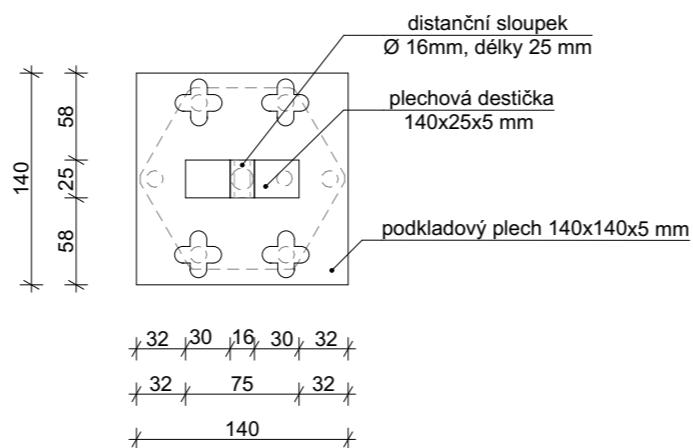 distanční sloupek
Ø 16mm, délky 25 mm
plechová destička
140x25x5 mm
podkladový plech 140x140x5 mm
140
58
25
58
32 30 16 30 32
32 75 32
140